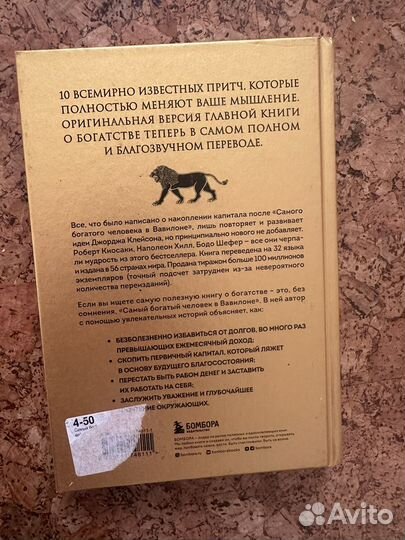 10 ВСЕМИРНО ИЗВЕСТНЫХ ПРИТЧ, КОТОРЫЕ
ПОЛНОСТЬЮ МЕНЯЮТ ВАШЕ МЫШЛЕНИЕ.
ОРИГИНАЛЬНАЯ ВЕРСИЯ ГЛАВНОЙ КНИГИ
О БОГАТСТВЕ ТЕПЕРЬ В САМОМ ПОЛНОМ
И БЛАГОЗВУЧНОМ ПЕРЕВОДЕ.
Все, что было написано о накоплении капитала после «Самого
богатого человека в Вавилоне», лишь повторяет и развивает
идеи Джорджа Клейсона, но принципиально нового не добавляет.
Роберт Киосаки, Наполеон Хилл, Бодо Шефер – все они черпа-
ли мудрость из этого бестселлера. Книга переведена на 32 языка
и издана в 56 странах мира. Продана тиражом больше 100 миллионов
экземпляров (точный подсчет затруднен из-за невероятного
количества переизданий).
Если вы ищете самую полезную книгу о богатстве – это, без
сомнения, «Самый богатый человек в Вавилоне». В ней автор
с помощью увлекательных историй объясняет, как:
• БЕЗБОЛЕЗНЕННО ИЗБАВИТЬСЯ ОТ ДОЛГОВ, ВО МНОГО РАЗ
ПРЕВЫШАЮЩИХ ЕЖЕМЕСЯЧНЫЙ ДОХОД;
• СКОПИТЬ ПЕРВИЧНЫЙ КАПИТАЛ, КОТОРЫЙ ЛЯЖЕТ
В ОСНОВУ БУДУЩЕГО БЛАГОСОСТОЯНИЯ;
• ПЕРЕСТАТЬ БЫТЬ РАБОМ ДЕНЕГ И ЗАСТАВИТЬ
ИХ РАБОТАТЬ НА СЕБЯ;
• ЗАСЛУЖИТЬ УВАЖЕНИЕ И ГЛУБОЧАЙШЕЕ
ОКРУЖАЮЩИХ.
4-50
БОМБОРА
ИЗДАТЕЛЬСТВО
bombora.ru
bomborabooks
bombora
Avito